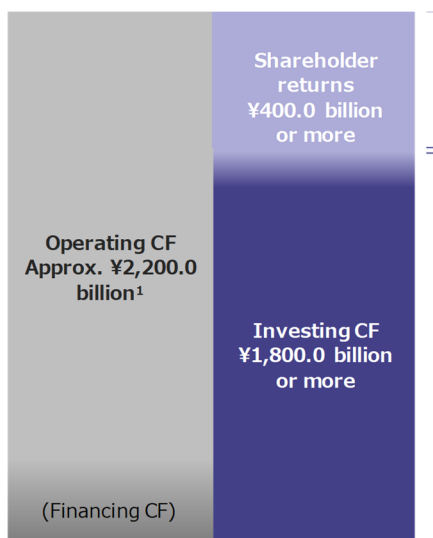 Operating CF
Approx. ¥2,200.0
billion¹
(Financing CF)
Shareholder
returns
¥400.0 billion
or more
Investing CF
¥1,800.0 billion
or more